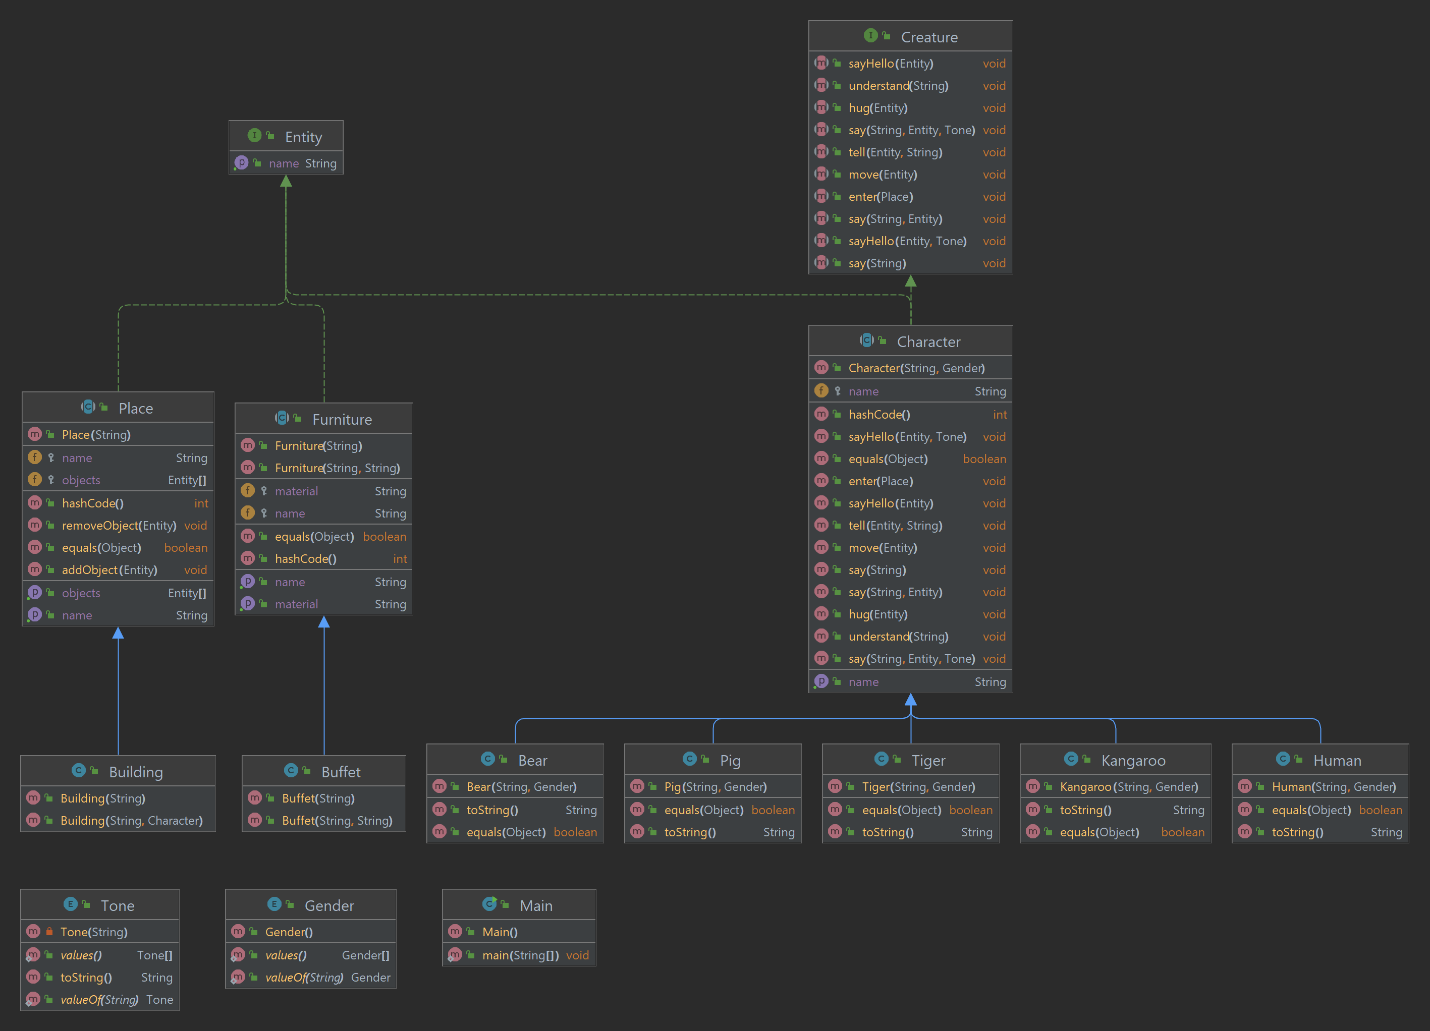 Creature
sayHello(Entity) void
understand(String) void
hug(Entity) void
say(String, Entity, Tone) void
tell(Entity, String) void
move(Entity) void
enter(Place) void
say(String, Entity) void
sayHello(Entity, Tone) void
say(String) void
Entity
name String
Character
Character(String, Gender)
name String
hashCode() int
sayHello(Entity, Tone) void
equals(Object) boolean
enter(Place) void
sayHello(Entity) void
tell(Entity, String) void
move(Entity) void
say(String) void
say(String, Entity) void
hug(Entity) void
understand(String) void
say(String, Entity, Tone) void
name String
Place
Place(String)
name String
objects Entity[]
hashCode() int
removeObject(Entity) void
equals(Object) boolean
addObject(Entity) void
objects Entity[]
name String
Furniture
Furniture(String)
Furniture(String, String)
material String
name String
equals(Object) boolean
hashCode() int
name String
material String
Building
Building(String)
Building(String, Character)
Buffet
Buffet(String)
Buffet(String, String)
Bear
Bear(String, Gender)
toString() String
equals(Object) boolean
Pig
Pig(String, Gender)
equals(Object) boolean
toString() String
Tiger
Tiger(String, Gender)
equals(Object) boolean
toString() String
Kangaroo
Kangaroo(String, Gender)
toString() String
equals(Object) boolean
Human
Human(String, Gender)
equals(Object) boolean
toString() String
Tone
Tone(String)
values() Tone[]
toString() String
valueOf(String) Tone
Gender
Gender()
values() Gender[]
valueOf(String) Gender
Main
Main()
main(String[]) void